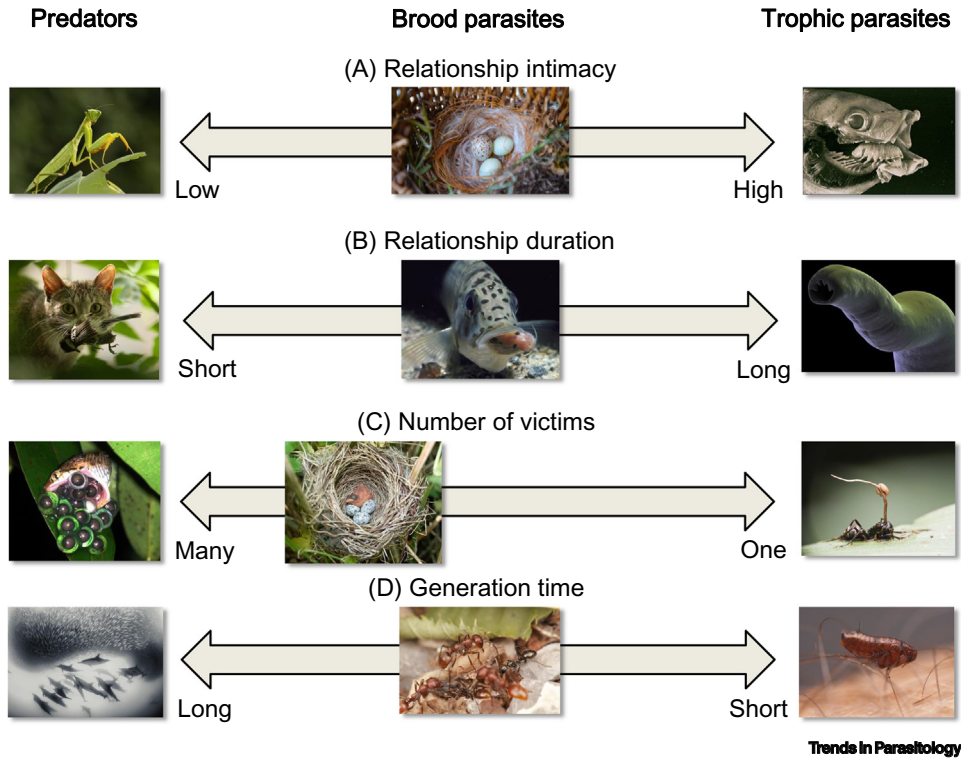 Predators Brood parasites Trophic parasites
(A) Relationship intimacy
Low High
(B) Relationship duration
Short Long
(C) Number of victims
Many One
(D) Generation time
Long Short
Trends in Parasitology